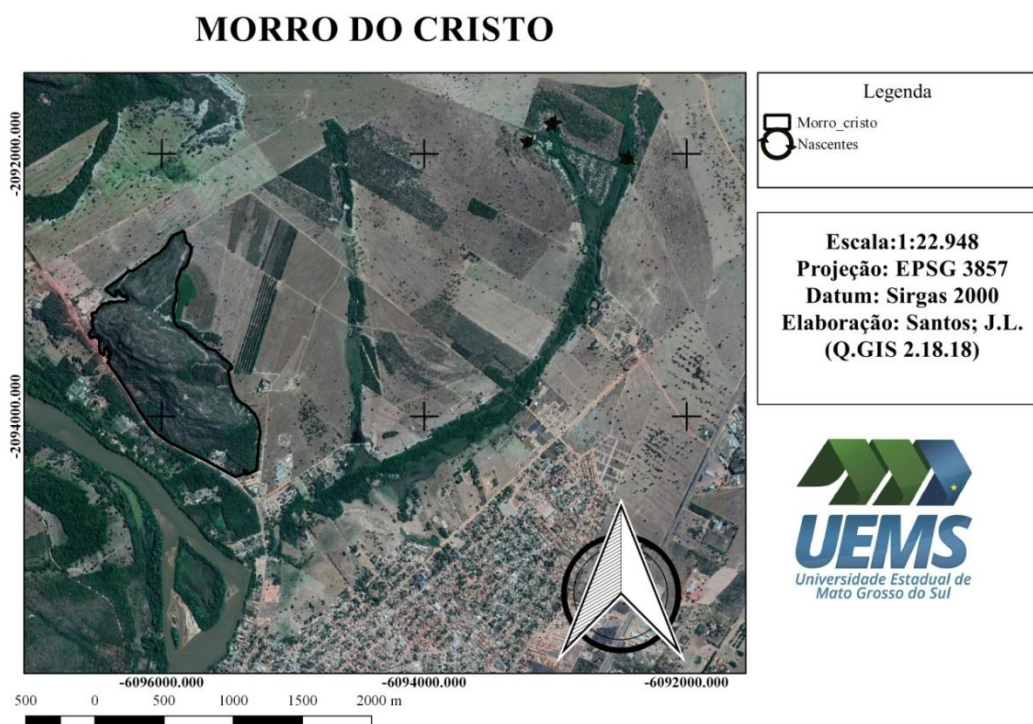 MORRO DO CRISTO
-2092000.000
-2094000.000
-6096000.000
-6094000.000
-6092000.000
500 0 500 1000 1500 2000 m
Legenda
Morro_cristo
Nascentes
Escala:1:22.948
Projeção: EPSG 3857
Datum: Sirgas 2000
Elaboração: Santos; J.L.
(Q.GIS 2.18.18)
UEMS
Universidade Estadual de
Mato Grosso do Sul